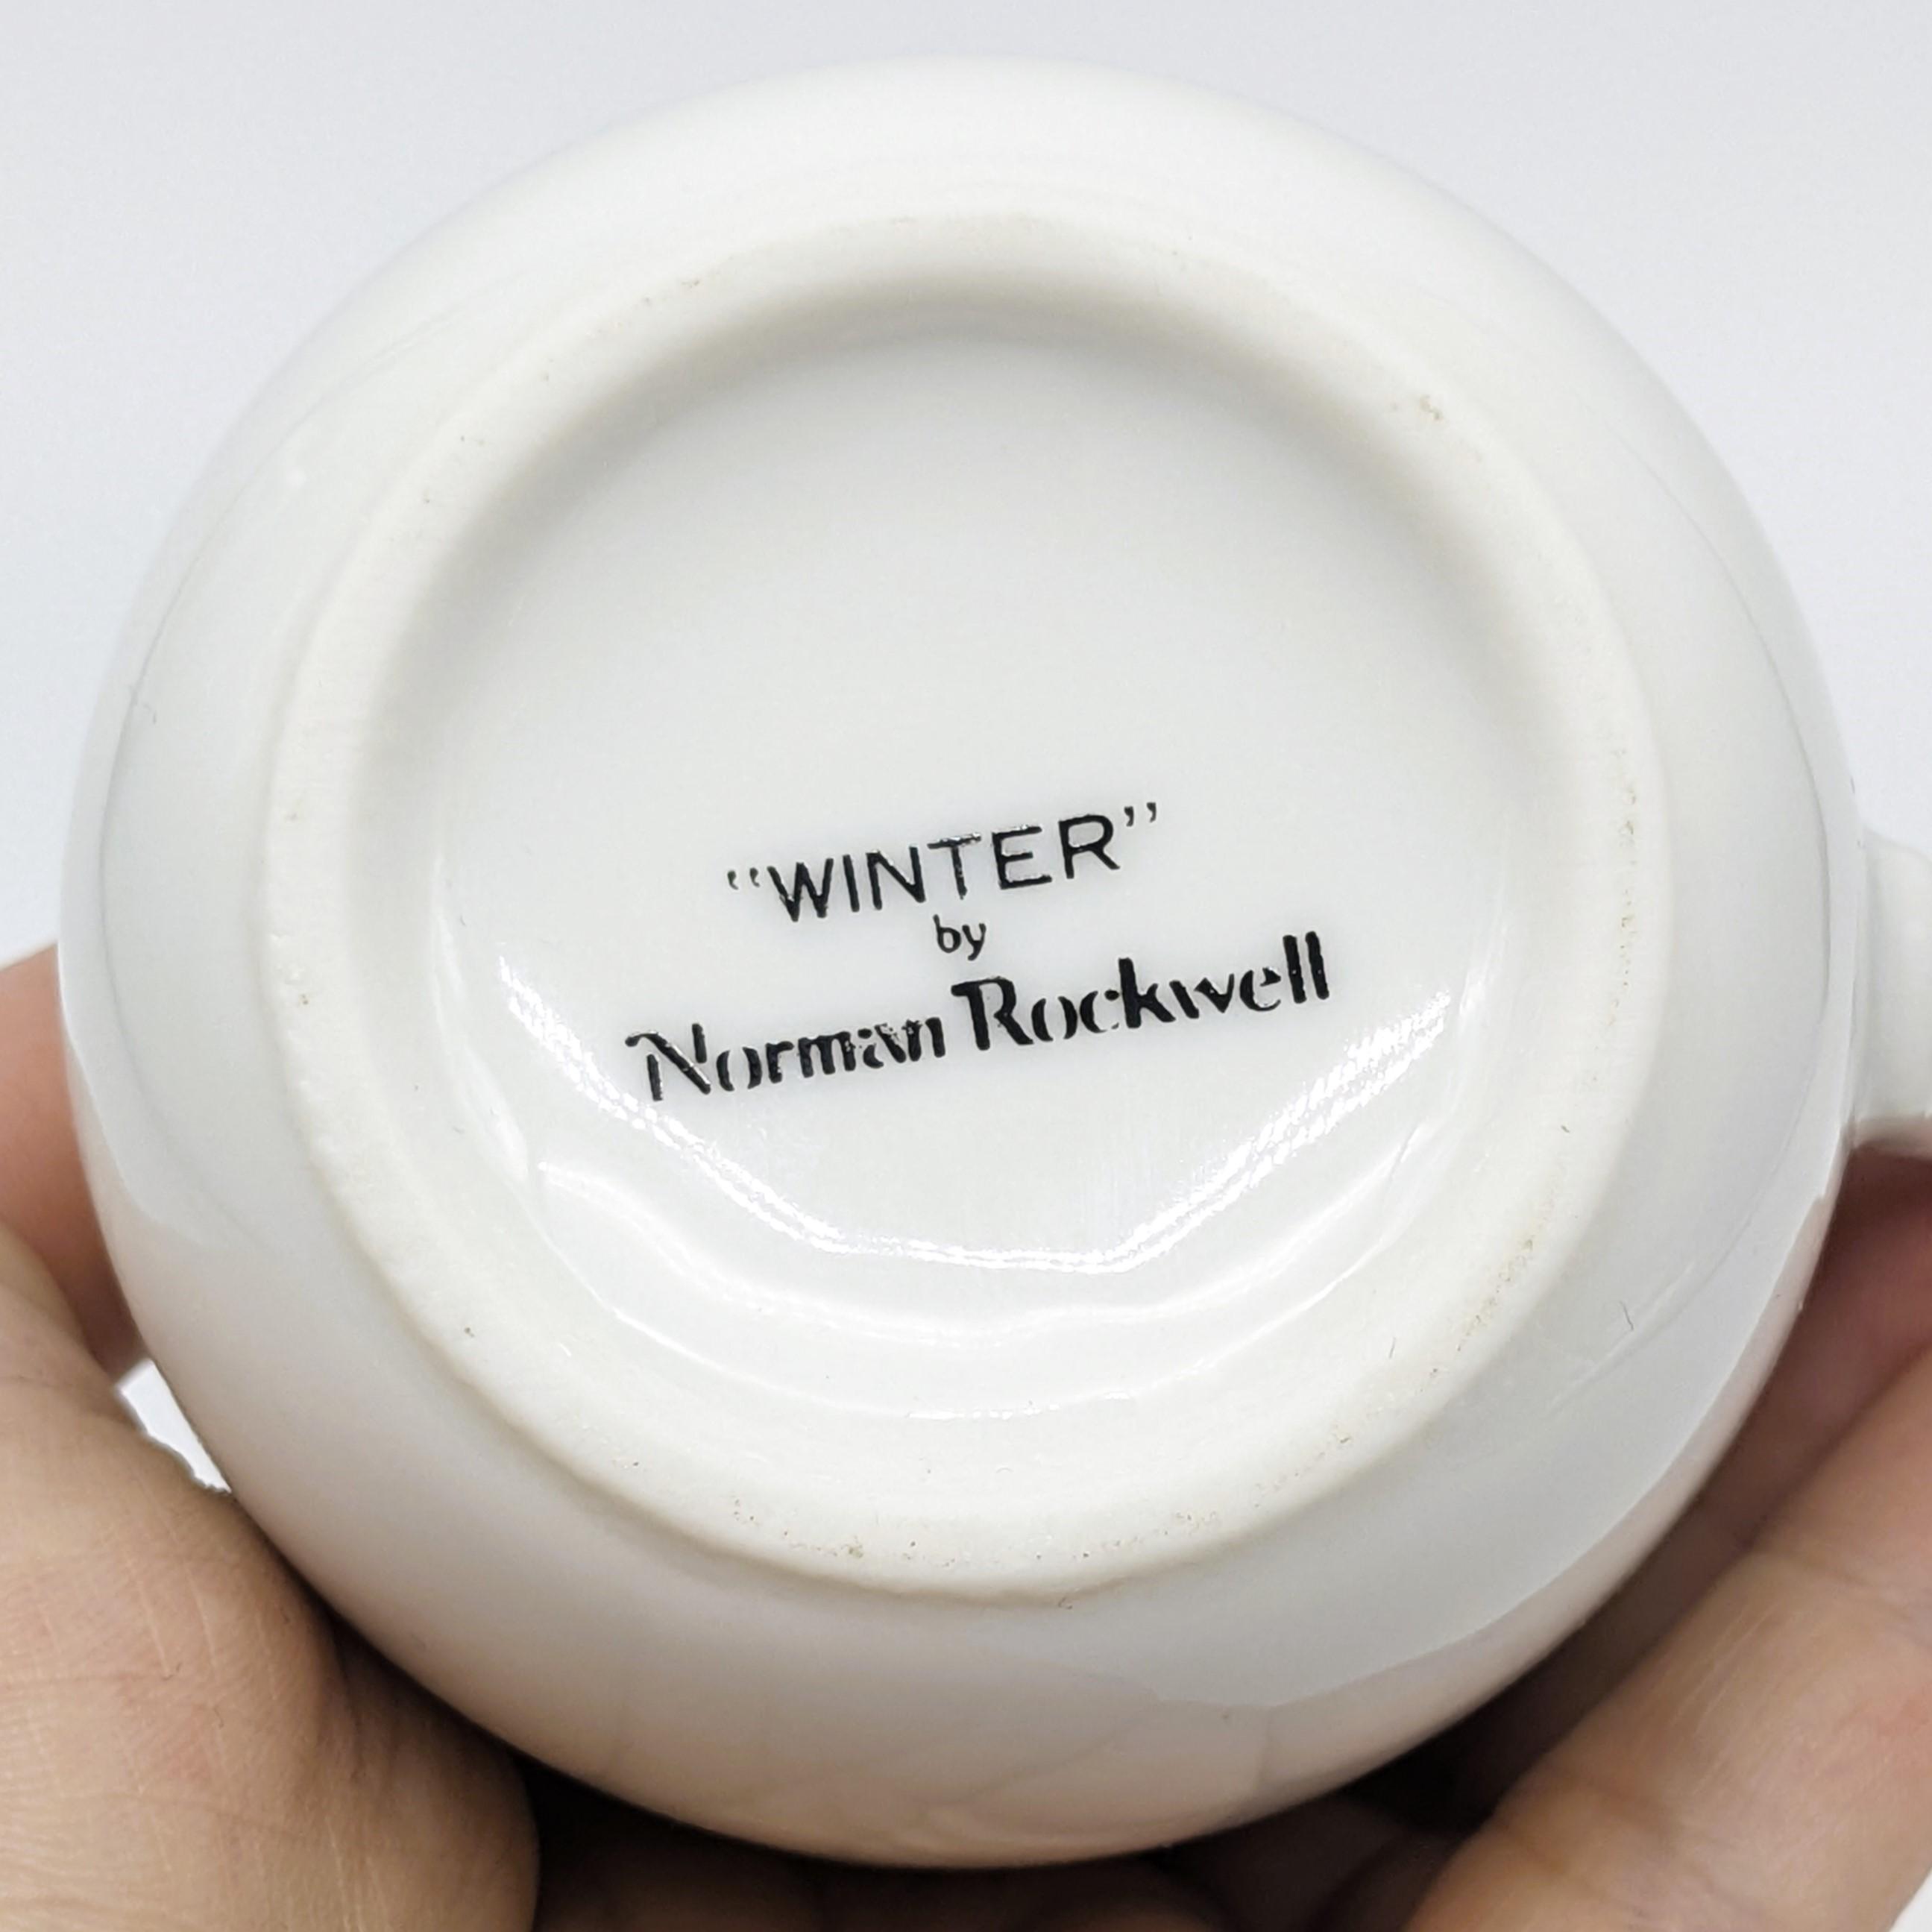 “WINTER”
by
Norman Rockwell